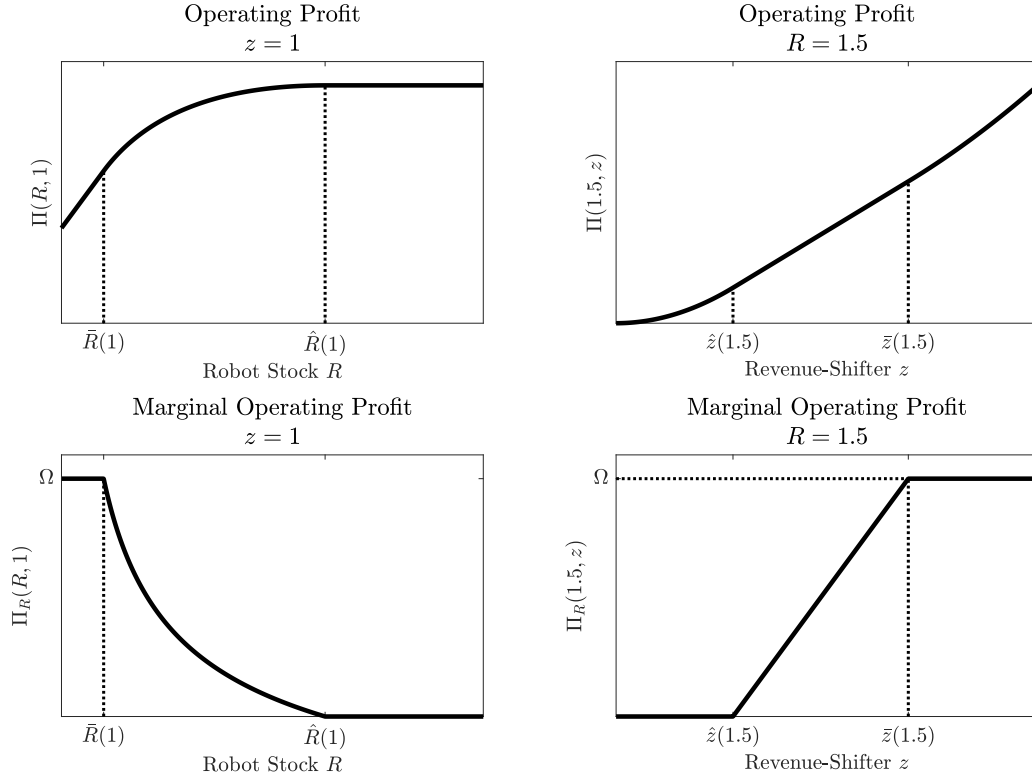 Operating Profit
z = 1
Π(R, 1)
R̄(1)
R̂(1)
Robot Stock R
Operating Profit
R = 1.5
Π(1.5, z)
ẑ(1.5)
z̄(1.5)
Revenue-Shifter z
Marginal Operating Profit
z = 1
Ω
Π_R(R, 1)
R̄(1)
R̂(1)
Robot Stock R
Marginal Operating Profit
R = 1.5
Ω
Π_R(1.5, z)
ẑ(1.5)
z̄(1.5)
Revenue-Shifter z